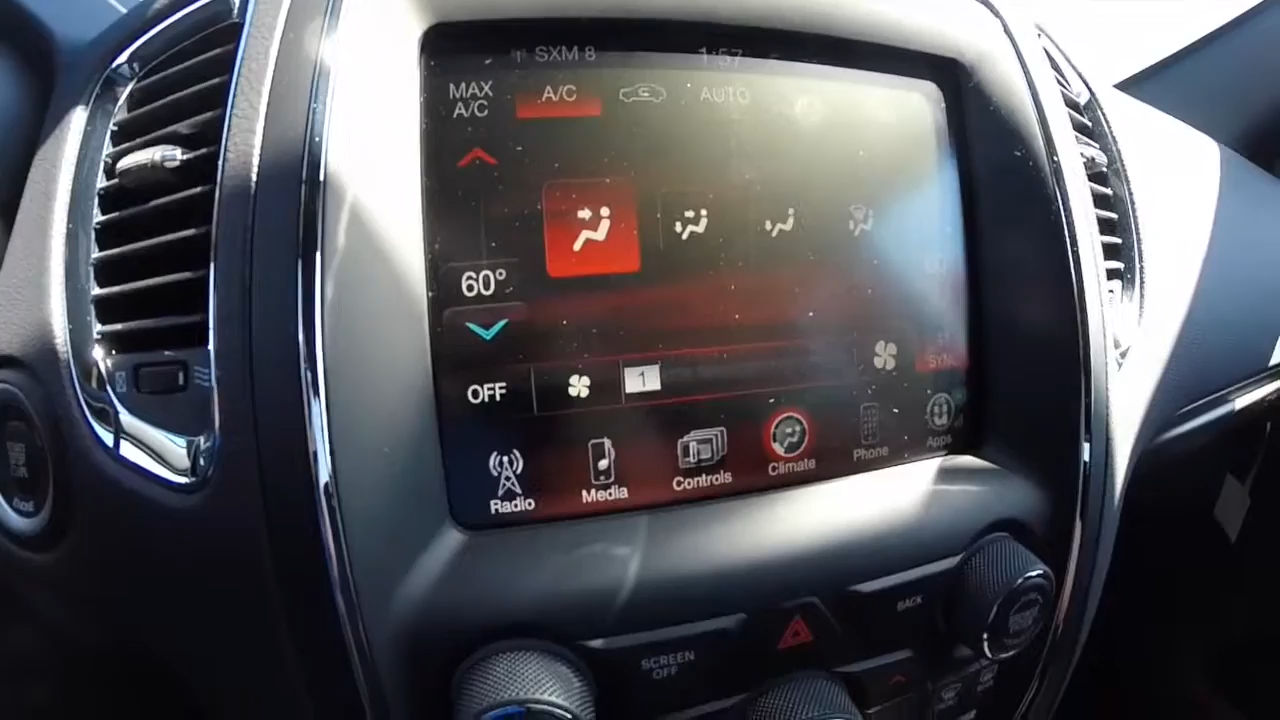 SXM 8
1:57
MAX A/C
A/C
AUTO
60°
SYNC
OFF
1
Radio
Media
Controls
Climate
Phone
Apps
BACK
SCREEN
OFF